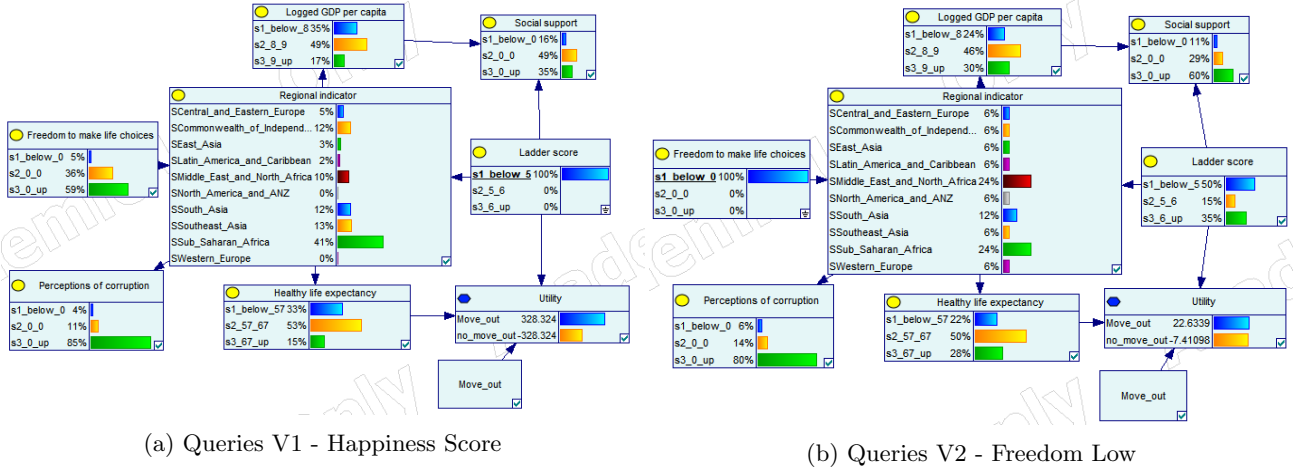 Logged GDP per capita
s1_below_8 35%
s2_8_9 49%
s3_9_up 17%
Social support
s1_below_0 16%
s2_0_0 49%
s3_0_up 35%
Regional indicator
SCentral_and_Eastern_Europe 5%
SCommonwealth_of_Independ... 12%
SEast_Asia 3%
SLatin_America_and_Caribbean 2%
SMiddle_East_and_North_Africa 10%
SNorth_America_and_ANZ 0%
SSouth_Asia 12%
SSoutheast_Asia 13%
SSub_Saharan_Africa 41%
SWestern_Europe 0%
Freedom to make life choices
s1_below_0 5%
s2_0_0 36%
s3_0_up 59%
Ladder score
s1_below_5 100%
s2_5_6 0%
s3_6_up 0%
Perceptions of corruption
s1_below_0 4%
s2_0_0 11%
s3_0_up 85%
Healthy life expectancy
s1_below_57 33%
s2_57_67 53%
s3_67_up 15%
Utility
Move_out 328.324
no_move_out -328.324
Move_out
(a) Queries V1 - Happiness Score
Logged GDP per capita
s1_below_8 24%
s2_8_9 46%
s3_9_up 30%
Social support
s1_below_0 11%
s2_0_0 29%
s3_0_up 60%
Regional indicator
SCentral_and_Eastern_Europe 6%
SCommonwealth_of_Independ... 6%
SEast_Asia 6%
SLatin_America_and_Caribbean 6%
SMiddle_East_and_North_Africa 24%
SNorth_America_and_ANZ 6%
SSouth_Asia 12%
SSoutheast_Asia 6%
SSub_Saharan_Africa 24%
SWestern_Europe 6%
Freedom to make life choices
s1_below_0 100%
s2_0_0 0%
s3_0_up 0%
Ladder score
s1_below_5 50%
s2_5_6 15%
s3_6_up 35%
Perceptions of corruption
s1_below_0 6%
s2_0_0 14%
s3_0_up 80%
Healthy life expectancy
s1_below_57 22%
s2_57_67 50%
s3_67_up 28%
Utility
Move_out 22.6339
no_move_out -7.41098
Move_out
(b) Queries V2 - Freedom Low